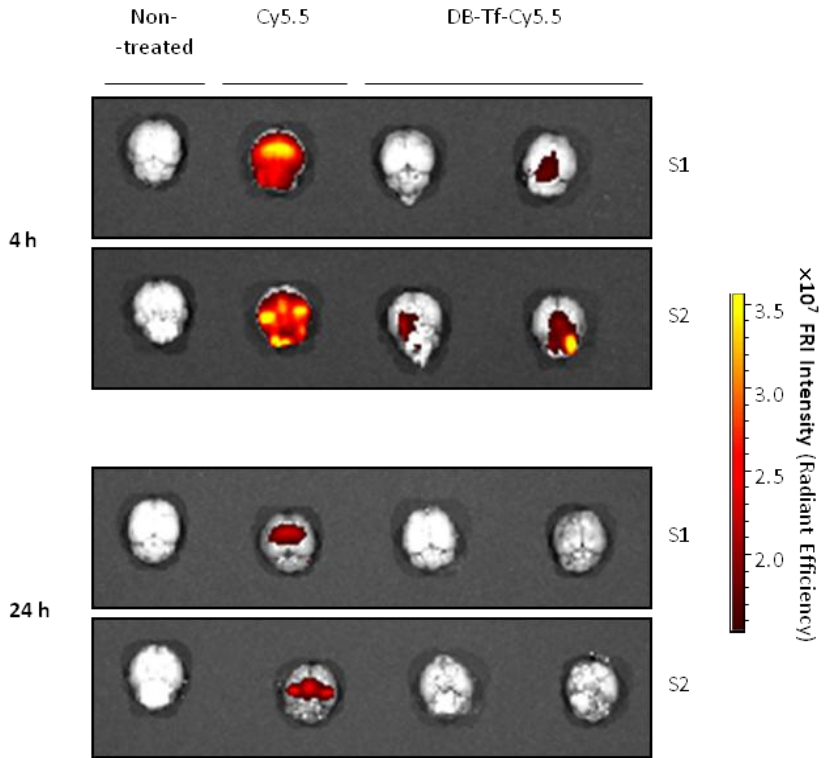 Non-
-treated
Cy5.5
DB-Tf-Cy5.5
S1
4 h
S2
S1
24 h
S2
3.5
3.0
2.5
2.0
×10⁷ FRI Intensity (Radiant Efficiency)